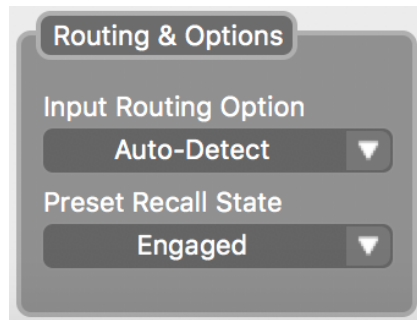 Routing & Options
Input Routing Option
Auto-Detect
Preset Recall State
Engaged